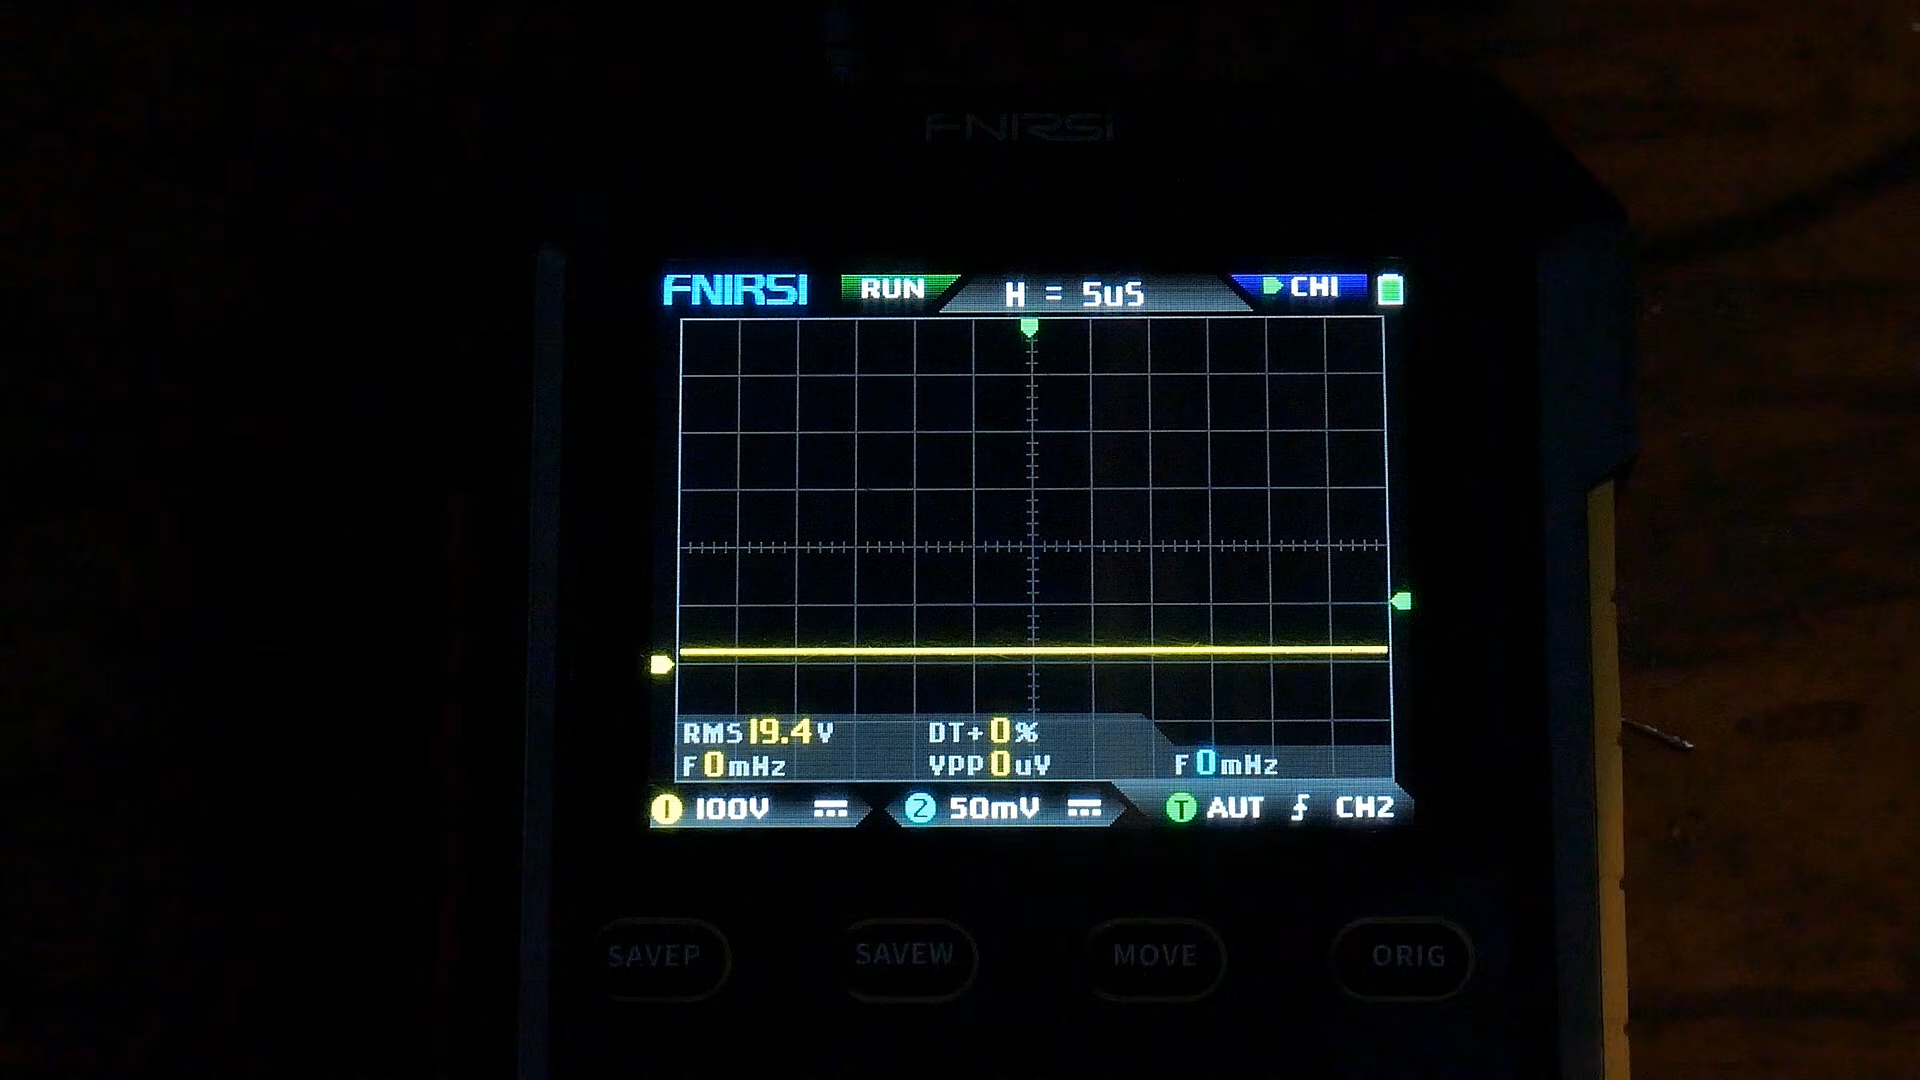 FNIRSI
FNIRSI RUN H = 5uS CH1
RMS 19.4V DT+ 0%
F 0mHz VPP 0uV F 0mHz
1 100V 2 50mV T AUT CH2
SAVEP SAVEW MOVE ORIG